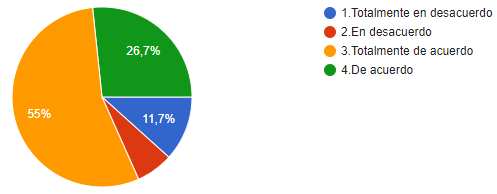 1.Totalmente en desacuerdo
2.En desacuerdo
3.Totalmente de acuerdo
4.De acuerdo
26,7%
55%
11,7%